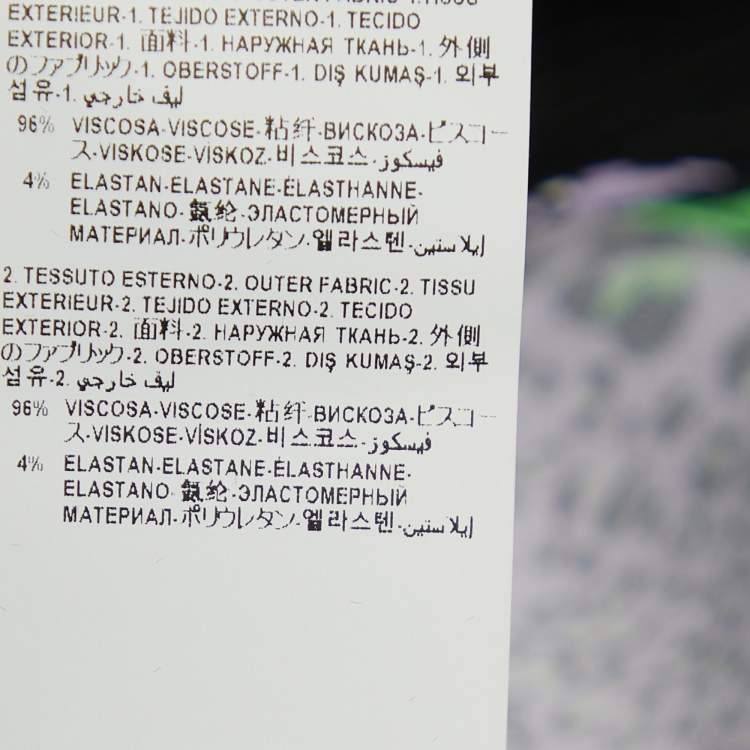 OUTER FABRIC-1.TISSU
EXTERIEUR-1. TEJIDO EXTERNO-1. TECIDO
EXTERIOR-1. 面料-1. НАРУЖНАЯ ТКАНЬ-1. 外側
のファブリック-1. OBERSTOFF-1. DIŞ KUMAŞ-1. 외부
섬유-1. ليف خارجي
96% VISCOSA-VISCOSE-粘纤-ВИСКОЗА-ビスコー
ス-VISKOSE-VİSKOZ-비스코스-فيسكوز
4% ELASTAN-ELASTANE-ÉLASTHANNE-
ELASTANO-氨纶-ЭЛАСТОМЕРНЫЙ
МАТЕРИАЛ-ポリウレタン-엘라스텐-إيلاستين
2. TESSUTO ESTERNO-2. OUTER FABRIC-2. TISSU
EXTERIEUR-2. TEJIDO EXTERNO-2. TECIDO
EXTERIOR-2. 面料-2. НАРУЖНАЯ ТКАНЬ-2. 外側
のファブリック-2. OBERSTOFF-2. DIŞ KUMAŞ-2. 외부
섬유-2. ليف خارجي
96% VISCOSA-VISCOSE-粘纤-ВИСКОЗА-ビスコー
ス-VISKOSE-VİSKOZ-비스코스-فيسكوز
4% ELASTAN-ELASTANE-ÉLASTHANNE-
ELASTANO-氨纶-ЭЛАСТОМЕРНЫЙ
МАТЕРИАЛ-ポリウレタン-엘라스텐-إيلاستين